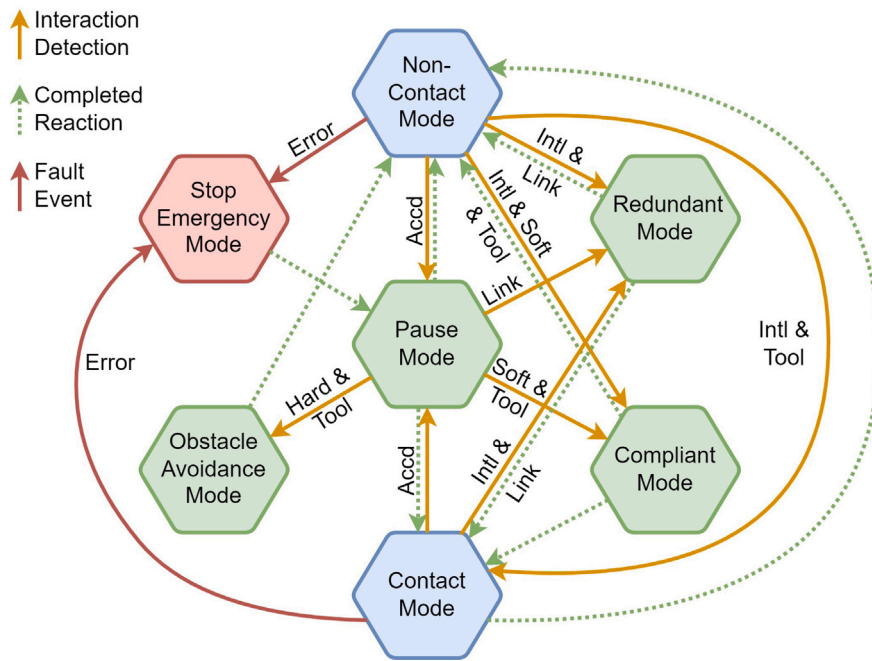 Interaction
Detection
Completed
Reaction
Fault
Event
Non-
Contact
Mode
Error
Intl &
Link
Stop
Emergency
Mode
Accd
Intl & Soft
& Tool
Redundant
Mode
Link
Pause
Mode
Intl &
Tool
Error
Hard &
Tool
Soft &
Tool
Obstacle
Avoidance
Mode
Accd
Intl &
Link
Compliant
Mode
Contact
Mode